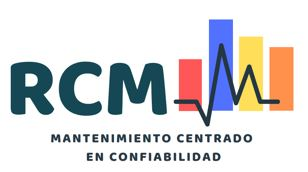 RCM
MANTENIMIENTO CENTRADO
EN CONFIABILIDAD